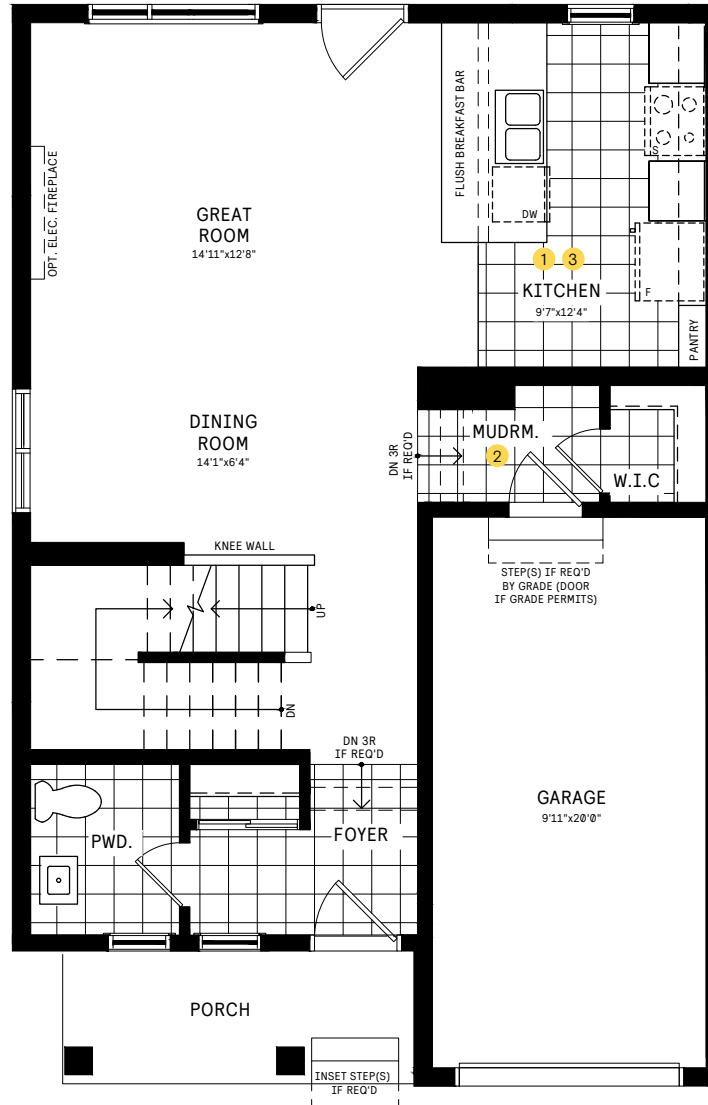 FLUSH BREAKFAST BAR
S
DW
OPT. ELEC. FIREPLACE
GREAT
ROOM
14'11"x12'8"
1 3
KITCHEN
9'7"x12'4"
F
PANTRY
DINING
ROOM
14'1"x6'4"
DN 3R
IF REQ'D
MUDRM.
2
W.I.C
KNEE WALL
STEP(S) IF REQ'D
BY GRADE (DOOR
IF GRADE PERMITS)
UP
DN
DN 3R
IF REQ'D
GARAGE
9'11"x20'0"
PWD.
FOYER
PORCH
INSET STEP(S)
IF REQ'D